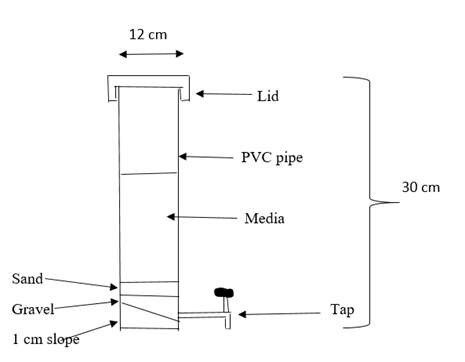 12 cm
Lid
PVC pipe
30 cm
Media
Sand
Gravel
Tap
1 cm slope